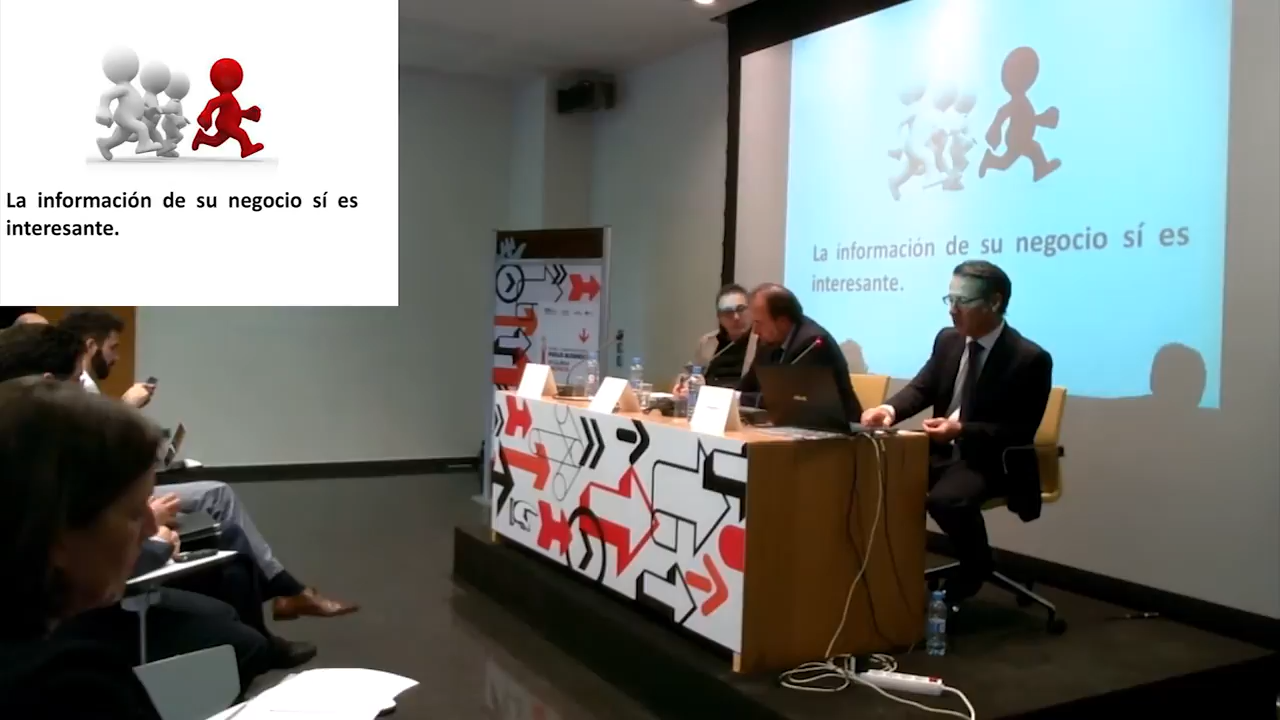 La información de su negocio sí es
interesante.
La información de su negocio sí es
interesante.